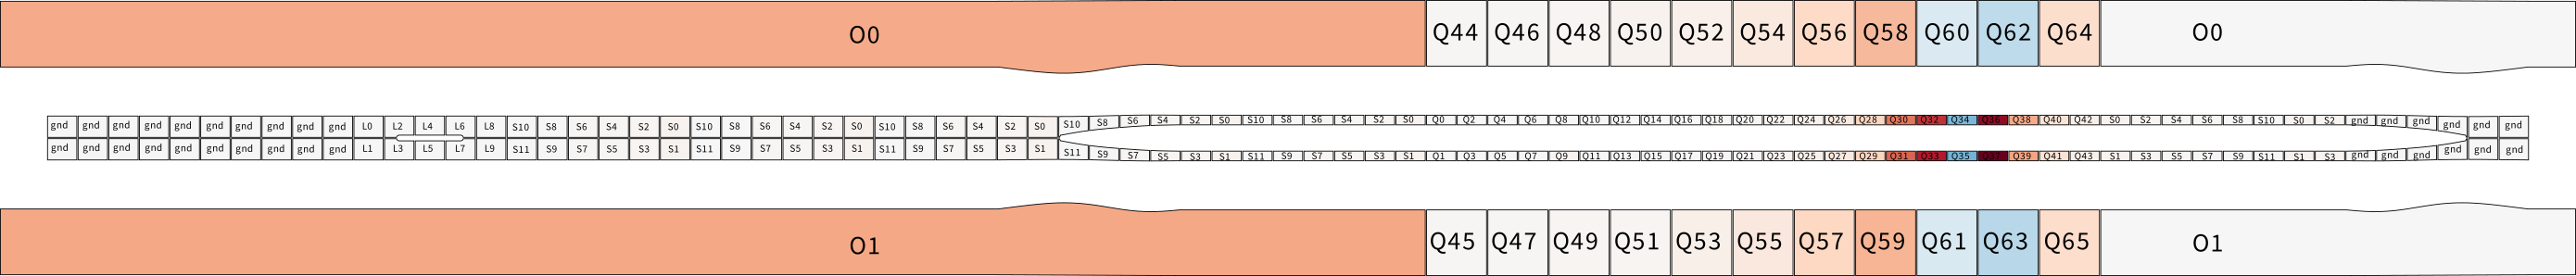 O0 Q44 Q46 Q48 Q50 Q52 Q54 Q56 Q58 Q60 Q62 Q64 O0
gnd gnd gnd gnd gnd gnd gnd gnd gnd gnd L0 L2 L4 L6 L8 S10 S8 S6 S4 S2 S0 S10 S8 S6 S4 S2 S0 S10 S8 S6 S4 S2 S0 S10 S8 S6 S4 S2 S0 S10 S8 S6 S4 S2 S0 Q0 Q2 Q4 Q6 Q8 Q10 Q12 Q14 Q16 Q18 Q20 Q22 Q24 Q26 Q28 Q30 Q32 Q34 Q36 Q38 Q40 Q42 S0 S2 S4 S6 S8 S10 S0 S2 gnd gnd gnd gnd gnd gnd
gnd gnd gnd gnd gnd gnd gnd gnd gnd gnd L1 L3 L5 L7 L9 S11 S9 S7 S5 S3 S1 S11 S9 S7 S5 S3 S1 S11 S9 S7 S5 S3 S1 S11 S9 S7 S5 S3 S1 S11 S9 S7 S5 S3 S1 Q1 Q3 Q5 Q7 Q9 Q11 Q13 Q15 Q17 Q19 Q21 Q23 Q25 Q27 Q29 Q31 Q33 Q35 Q37 Q39 Q41 Q43 S1 S3 S5 S7 S9 S11 S1 S3 gnd gnd gnd gnd gnd gnd
O1 Q45 Q47 Q49 Q51 Q53 Q55 Q57 Q59 Q61 Q63 Q65 O1